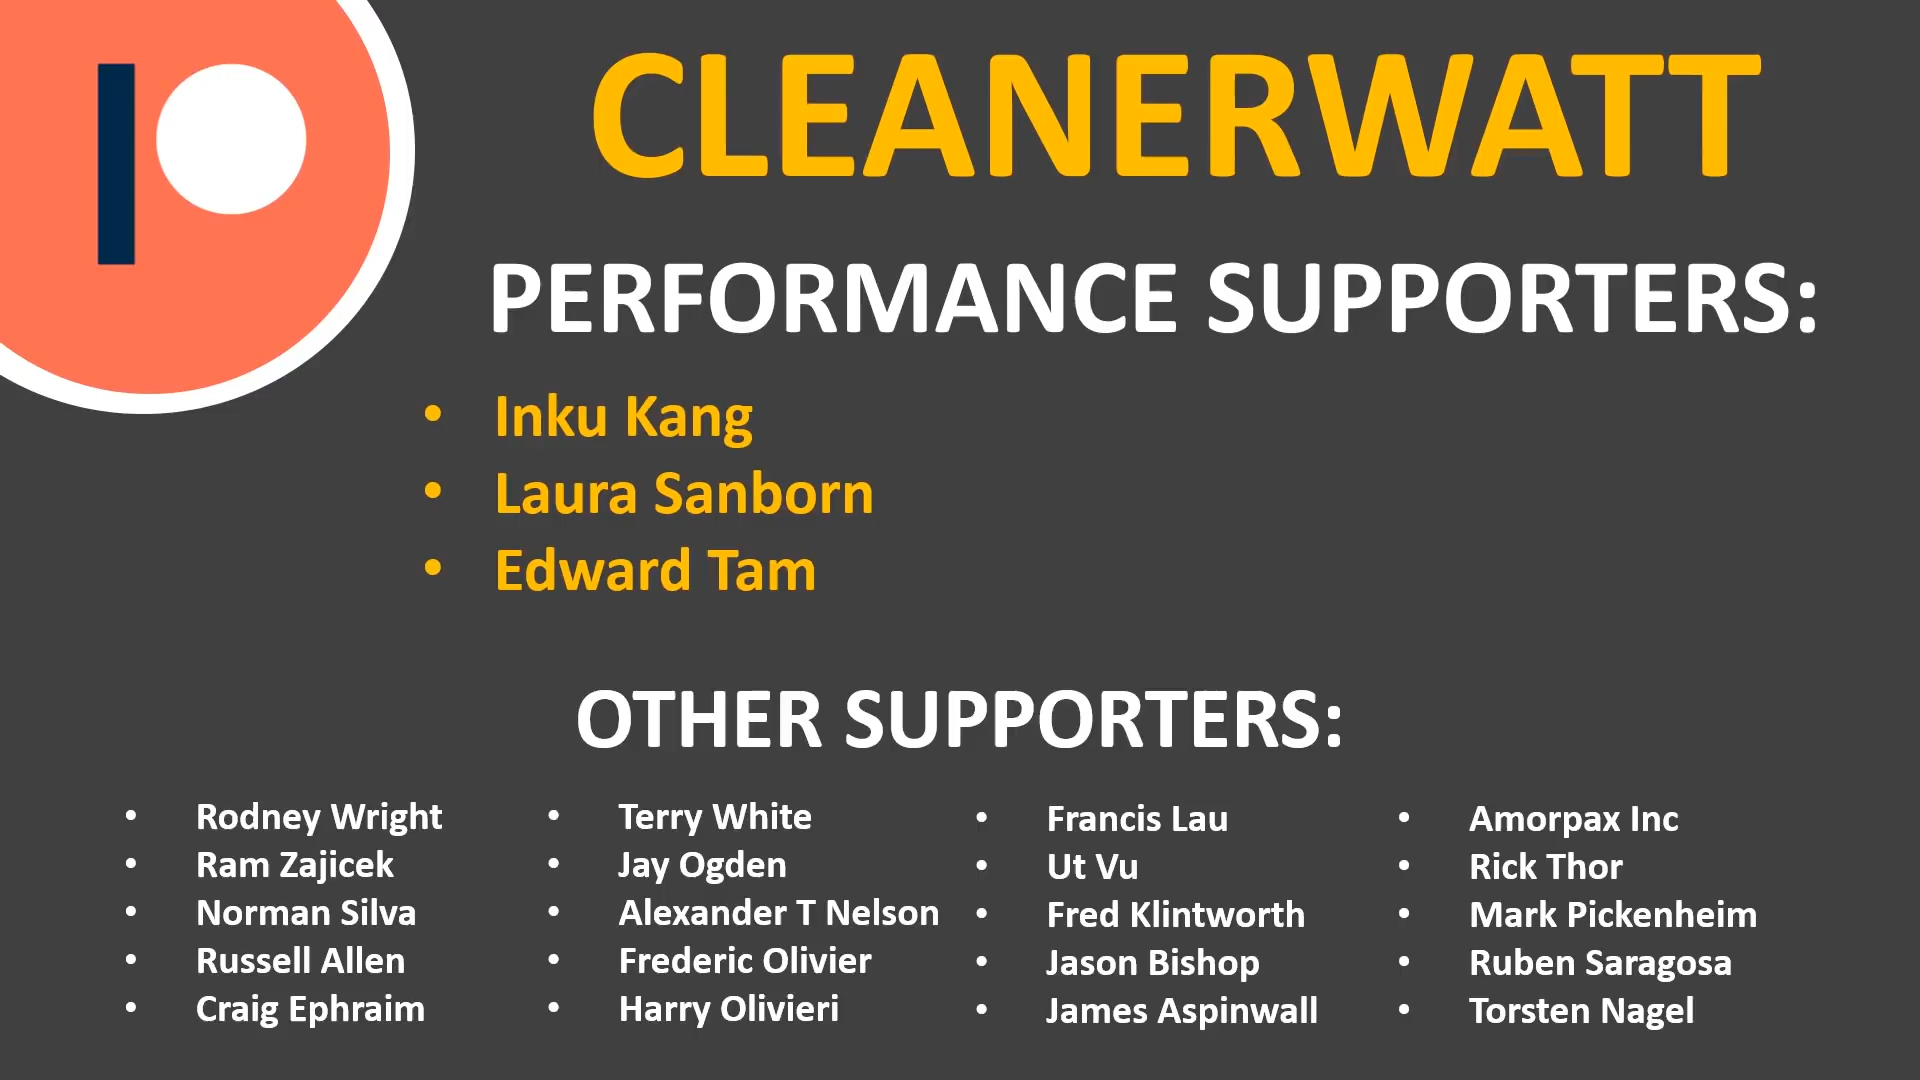 CLEANERWATT
PERFORMANCE SUPPORTERS:
• Inku Kang
• Laura Sanborn
• Edward Tam
OTHER SUPPORTERS:
• Rodney Wright
• Ram Zajicek
• Norman Silva
• Russell Allen
• Craig Ephraim
• Terry White
• Jay Ogden
• Alexander T Nelson
• Frederic Olivier
• Harry Olivieri
• Francis Lau
• Ut Vu
• Fred Klintworth
• Jason Bishop
• James Aspinwall
• Amorpax Inc
• Rick Thor
• Mark Pickenheim
• Ruben Saragosa
• Torsten Nagel